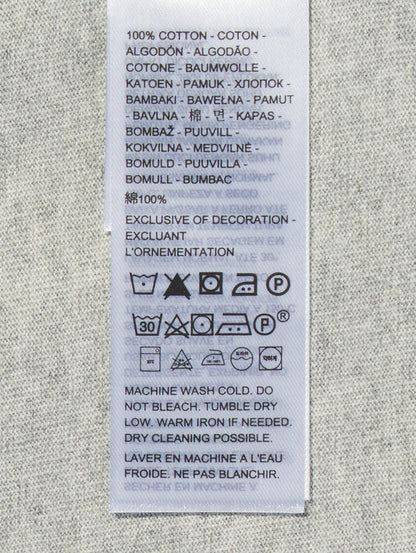 100% COTTON - COTON -
ALGODÓN - ALGODÃO -
COTONE - BAUMWOLLE -
KATOEN - PAMUK - ХЛОПОК -
BAMBAKI - BAWEŁNA - PAMUT
- BAVLNA - 棉 - 면 - KAPAS -
BOMBAŽ - PUUVILL -
KOKVILNA - MEDVILNĖ -
BOMULD - PUUVILLA -
BOMULL - BUMBAC
綿100%
EXCLUSIVE OF DECORATION -
EXCLUANT
L'ORNEMENTATION
P
30 P ®
MACHINE WASH COLD. DO
NOT BLEACH. TUMBLE DRY
LOW. WARM IRON IF NEEDED.
DRY CLEANING POSSIBLE.
LAVER EN MACHINE A L'EAU
FROIDE. NE PAS BLANCHIR.